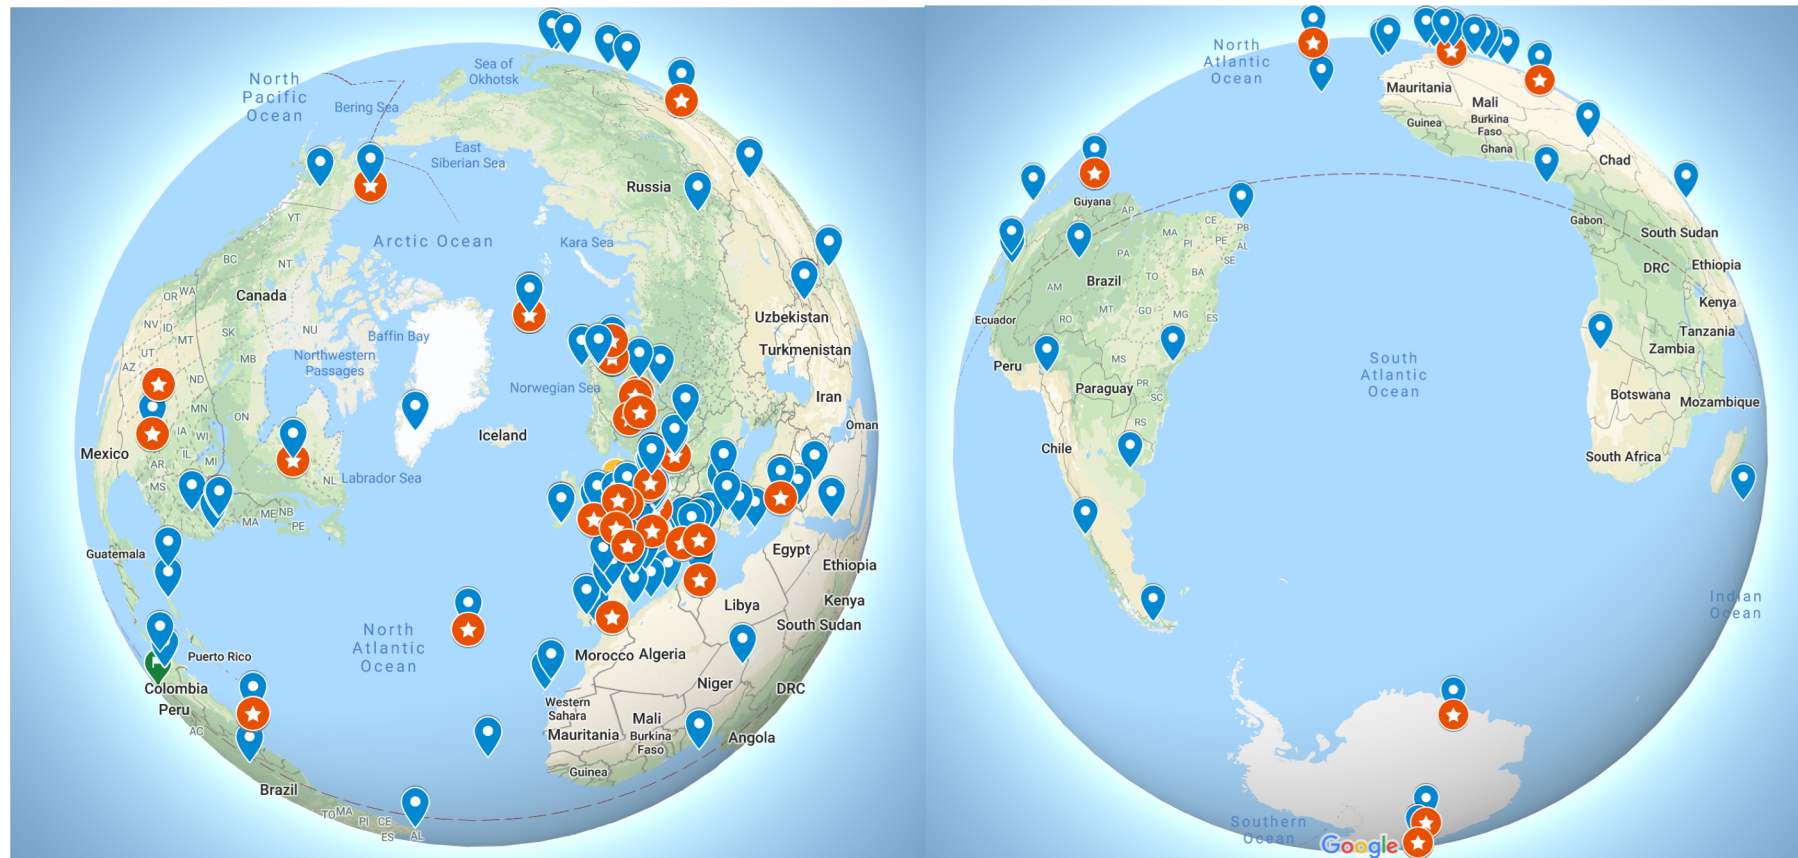 Sea of
Okhotsk
North
Pacific
Ocean
Bering Sea
East
Siberian Sea
Russia
YT
Arctic Ocean
Kara Sea
BC
NT
Canada
OR
WA
Uzbekistan
NV
ID
SK
NU
Baffin Bay
UT
MT
MB
Northwestern
Passages
Turkmenistan
AZ
ND
Norwegian Sea
Iran
MS
MN
ON
Oman
IA
WI
Iceland
Mexico
IL
AR
MI
Labrador Sea
NL
MS
MA
ME
NB
PE
Guatemala
Egypt
Ethiopia
Libya
Kenya
North
Atlantic
Ocean
South Sudan
Puerto Rico
Morocco
Algeria
Colombia
Niger
DRC
Peru
Western
Sahara
AC
Mali
Mauritania
Burkina
Faso
Angola
Guinea
Brazil
TO
MA
PI
CE
ES
AL
North
Atlantic
Ocean
Mauritania
Mali
Guinea
Burkina
Faso
Ghana
Chad
Guyana
AP
Gabon
CE
MA
PB
PI
PE
AL
South Sudan
PA
SE
DRC
Ethiopia
Brazil
TO
BA
AM
Kenya
MT
GO
Ecuador
RO
MG
ES
Tanzania
Zambia
MS
South
Atlantic
Ocean
Peru
Paraguay
PR
SC
Botswana
Mozambique
RS
Chile
South Africa
Indian
Ocean
Southern
Ocean
Google